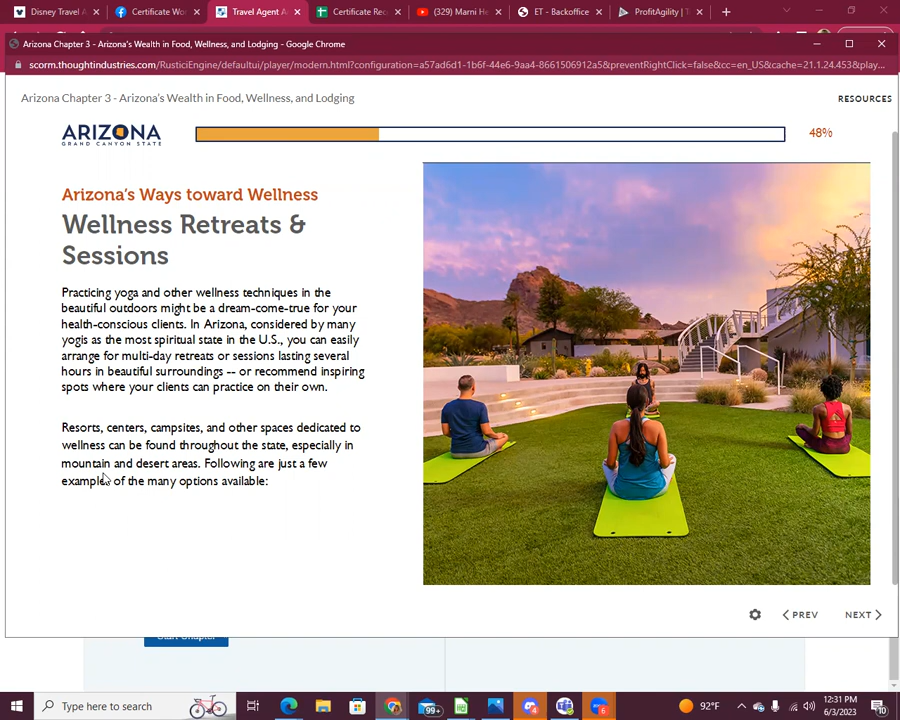 Disney Travel A
Certificate Wo
Travel Agent A
Certificate Rec
(329) Marni He
ET - Backoffice
ProfitAgility | T
Arizona Chapter 3 - Arizona's Wealth in Food, Wellness, and Lodging - Google Chrome
scorm.thoughtindustries.com/RusticiEngine/defaultui/player/modern.html?configuration=a57ad6d1-1b6f-44e6-9aa4-8661506912a5&preventRightClick=false&cc=en_US&cache=21.1.24.453&play...
Arizona Chapter 3 - Arizona's Wealth in Food, Wellness, and Lodging
RESOURCES
ARIZONA
GRAND CANYON STATE
48%
Arizona's Ways toward Wellness
Wellness Retreats &
Sessions
Practicing yoga and other wellness techniques in the
beautiful outdoors might be a dream-come-true for your
health-conscious clients. In Arizona, considered by many
yogis as the most spiritual state in the U.S., you can easily
arrange for multi-day retreats or sessions lasting several
hours in beautiful surroundings -- or recommend inspiring
spots where your clients can practice on their own.
Resorts, centers, campsites, and other spaces dedicated to
wellness can be found throughout the state, especially in
mountain and desert areas. Following are just a few
examples of the many options available:
PREV
NEXT
Start Chapter
Type here to search
99+
4
6
92°F
12:31 PM
6/3/2023
10